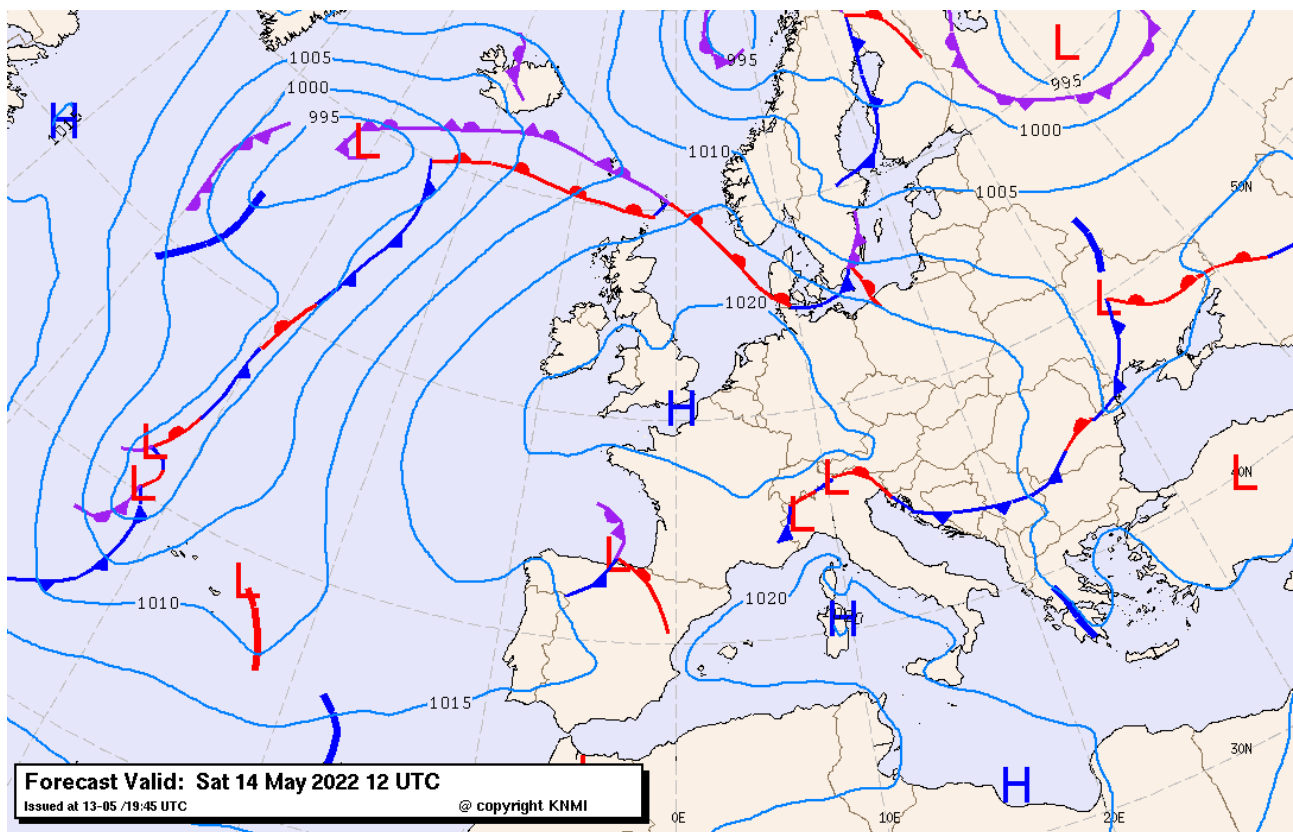 1005
1000
995
995
L
995
1000
H
L
1010
1005
50N
1020
L
H
L
L
L
L
L
40N
L
L
L
1010
1020
H
1015
30N
H
Forecast Valid: Sat 14 May 2022 12 UTC
Issued at 13-05 /19:45 UTC @ copyright KNMI
0E
10E
20E